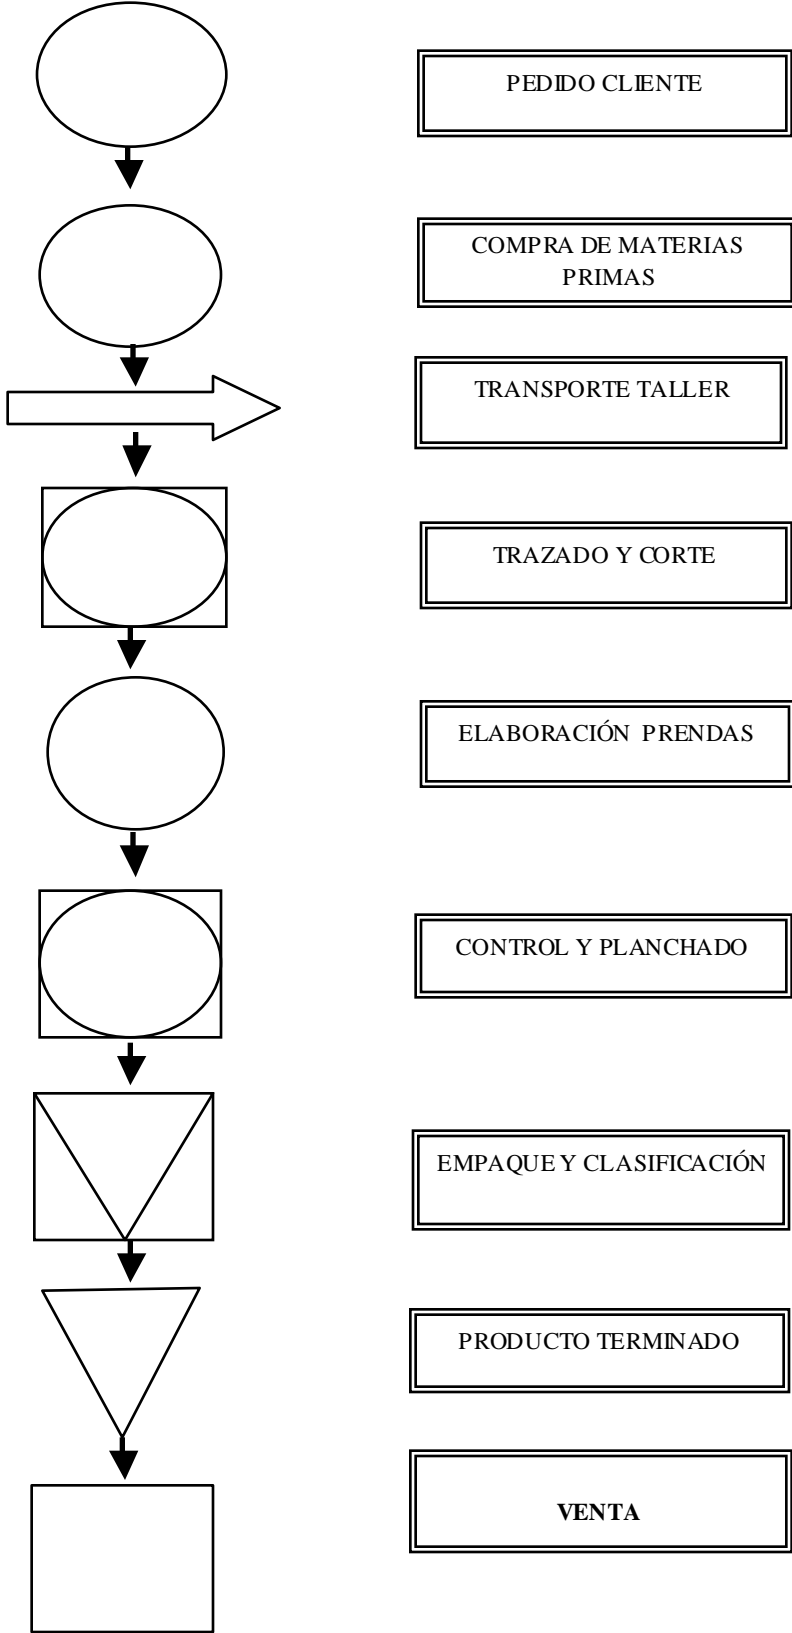 PEDIDO CLIENTE
COMPRA DE MATERIAS
PRIMAS
TRANSPORTE TALLER
TRAZADO Y CORTE
ELABORACIÓN PRENDAS
CONTROL Y PLANCHADO
EMPAQUE Y CLASIFICACIÓN
PRODUCTO TERMINADO
VENTA